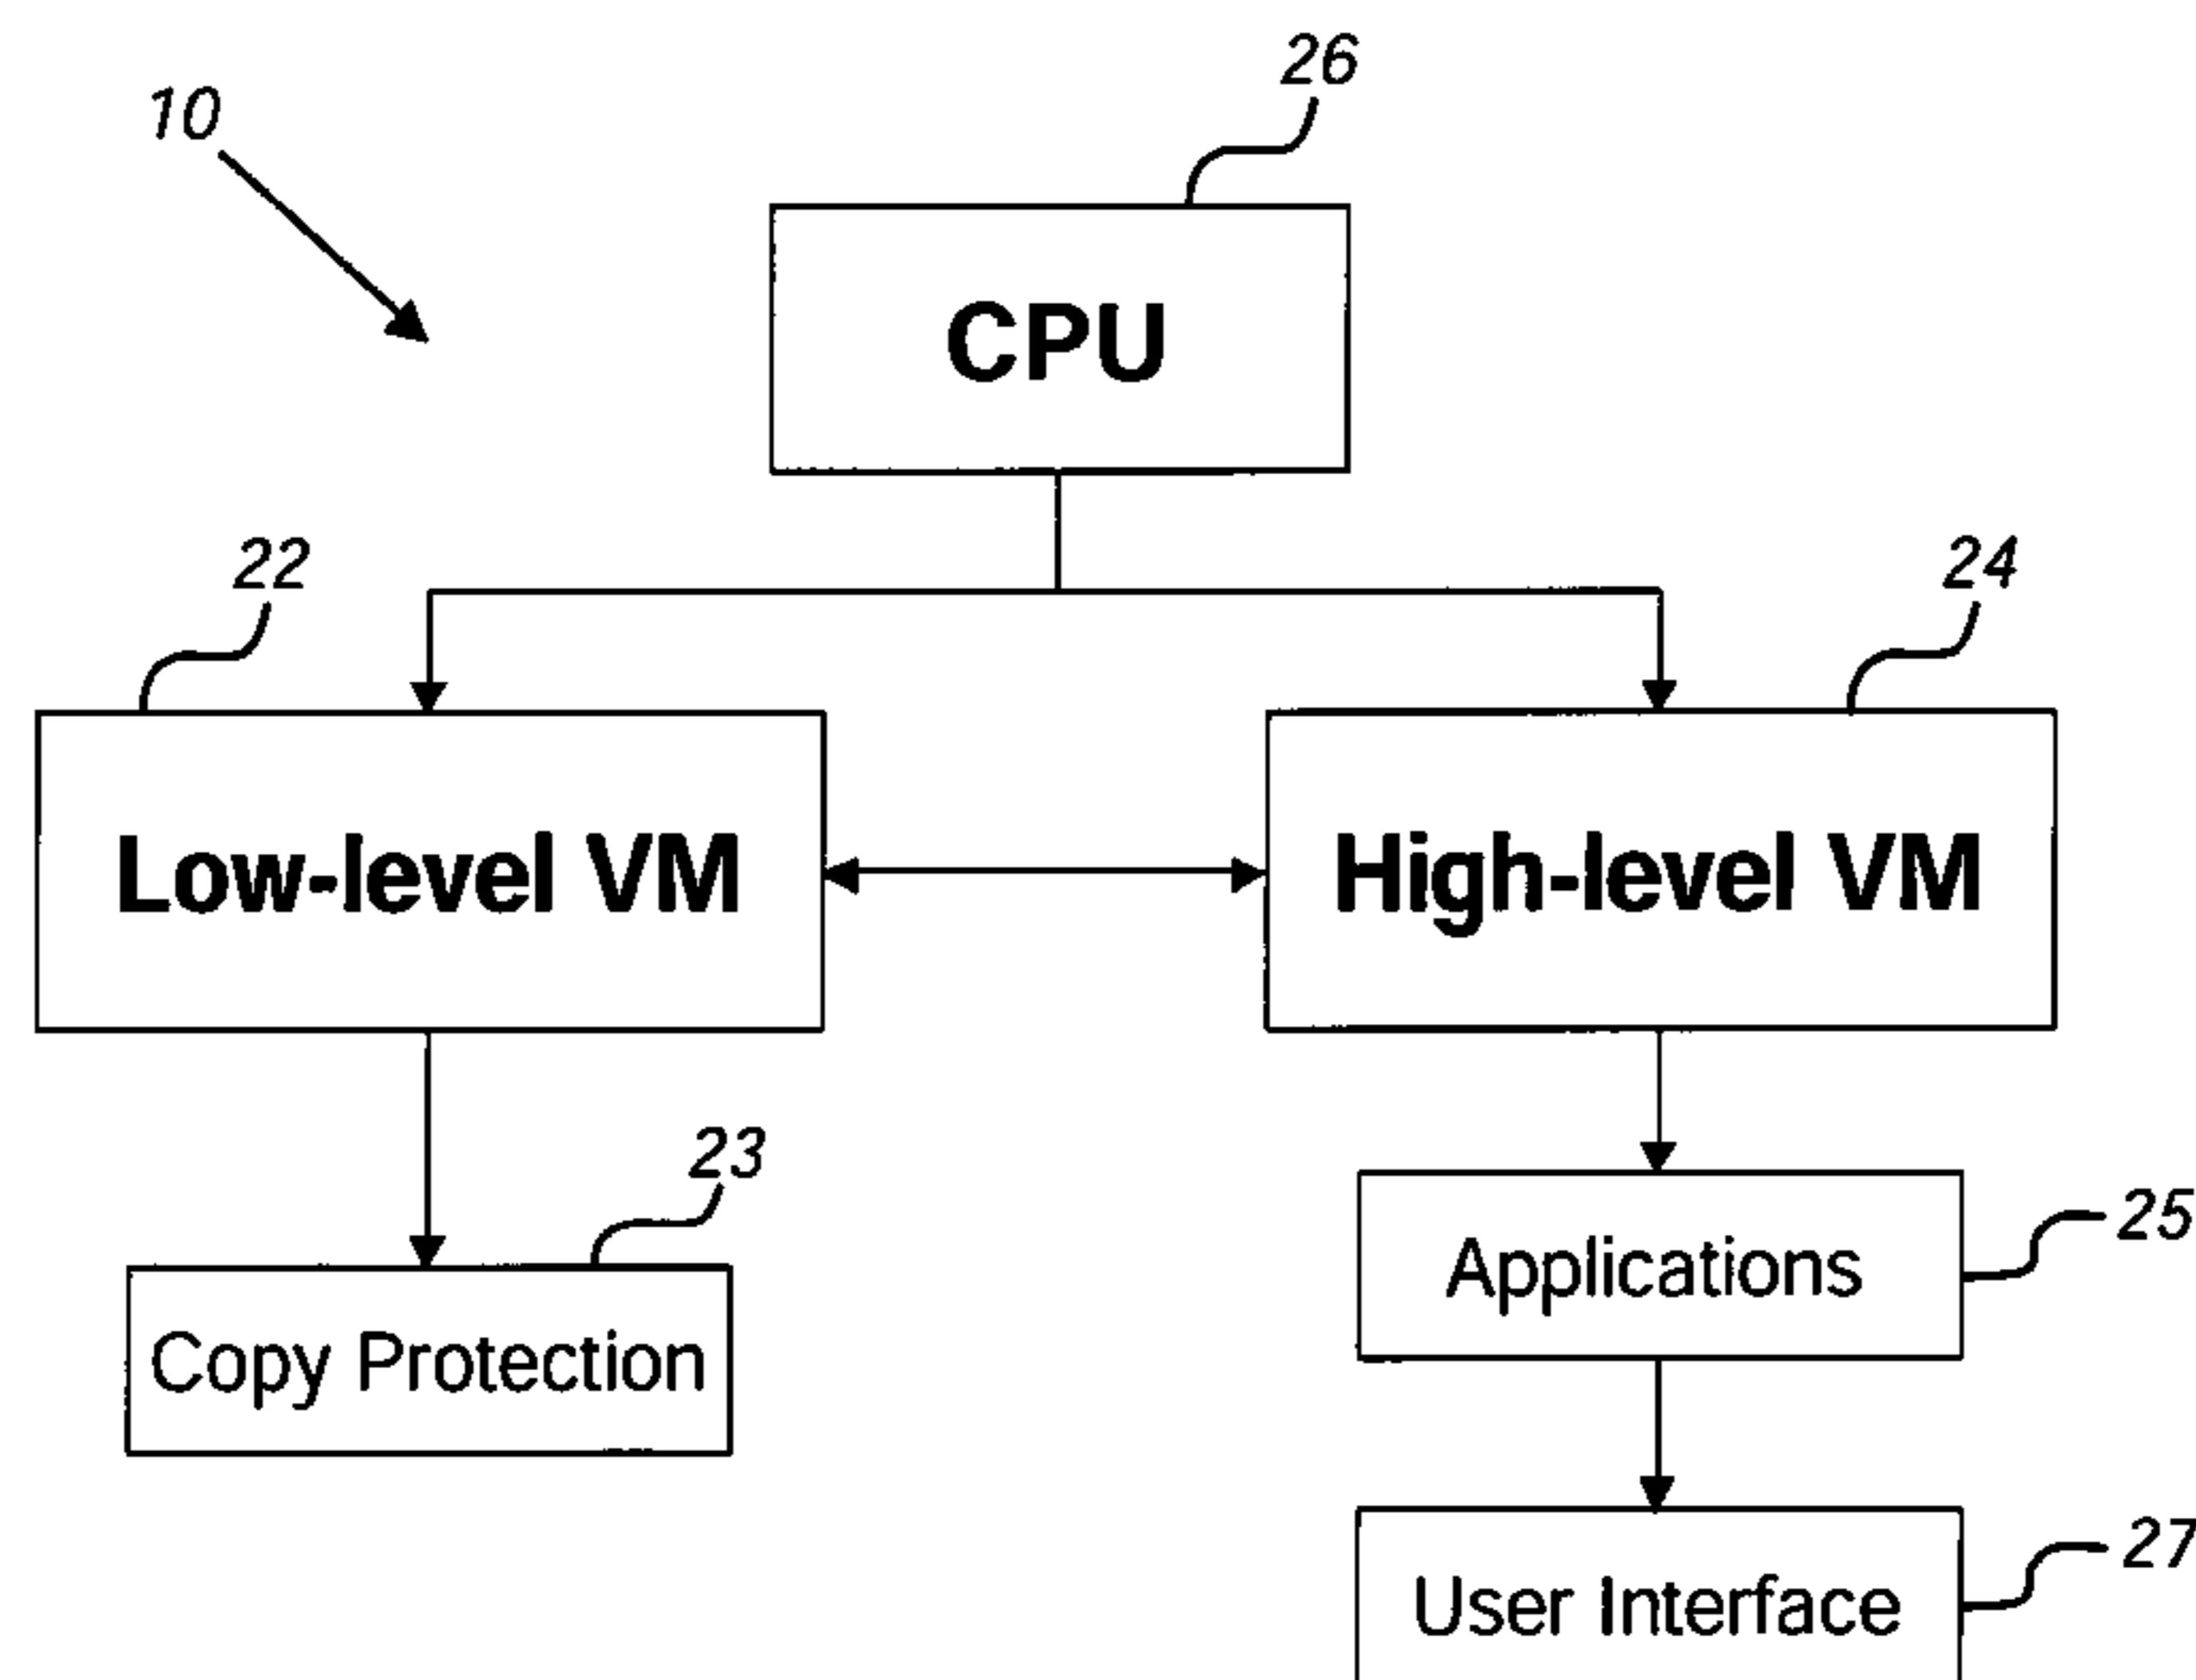 26
10
CPU
22
24
Low-level VM
High-level VM
23
25
Applications
Copy Protection
27
User Interface